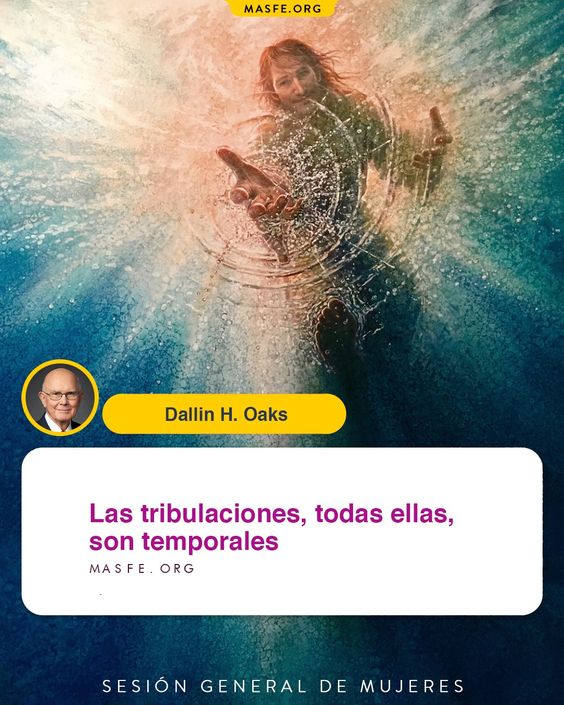 MASFE.ORG
Dallin H. Oaks
Las tribulaciones, todas ellas,
son temporales
MASFE.ORG
SESIÓN GENERAL DE MUJERES